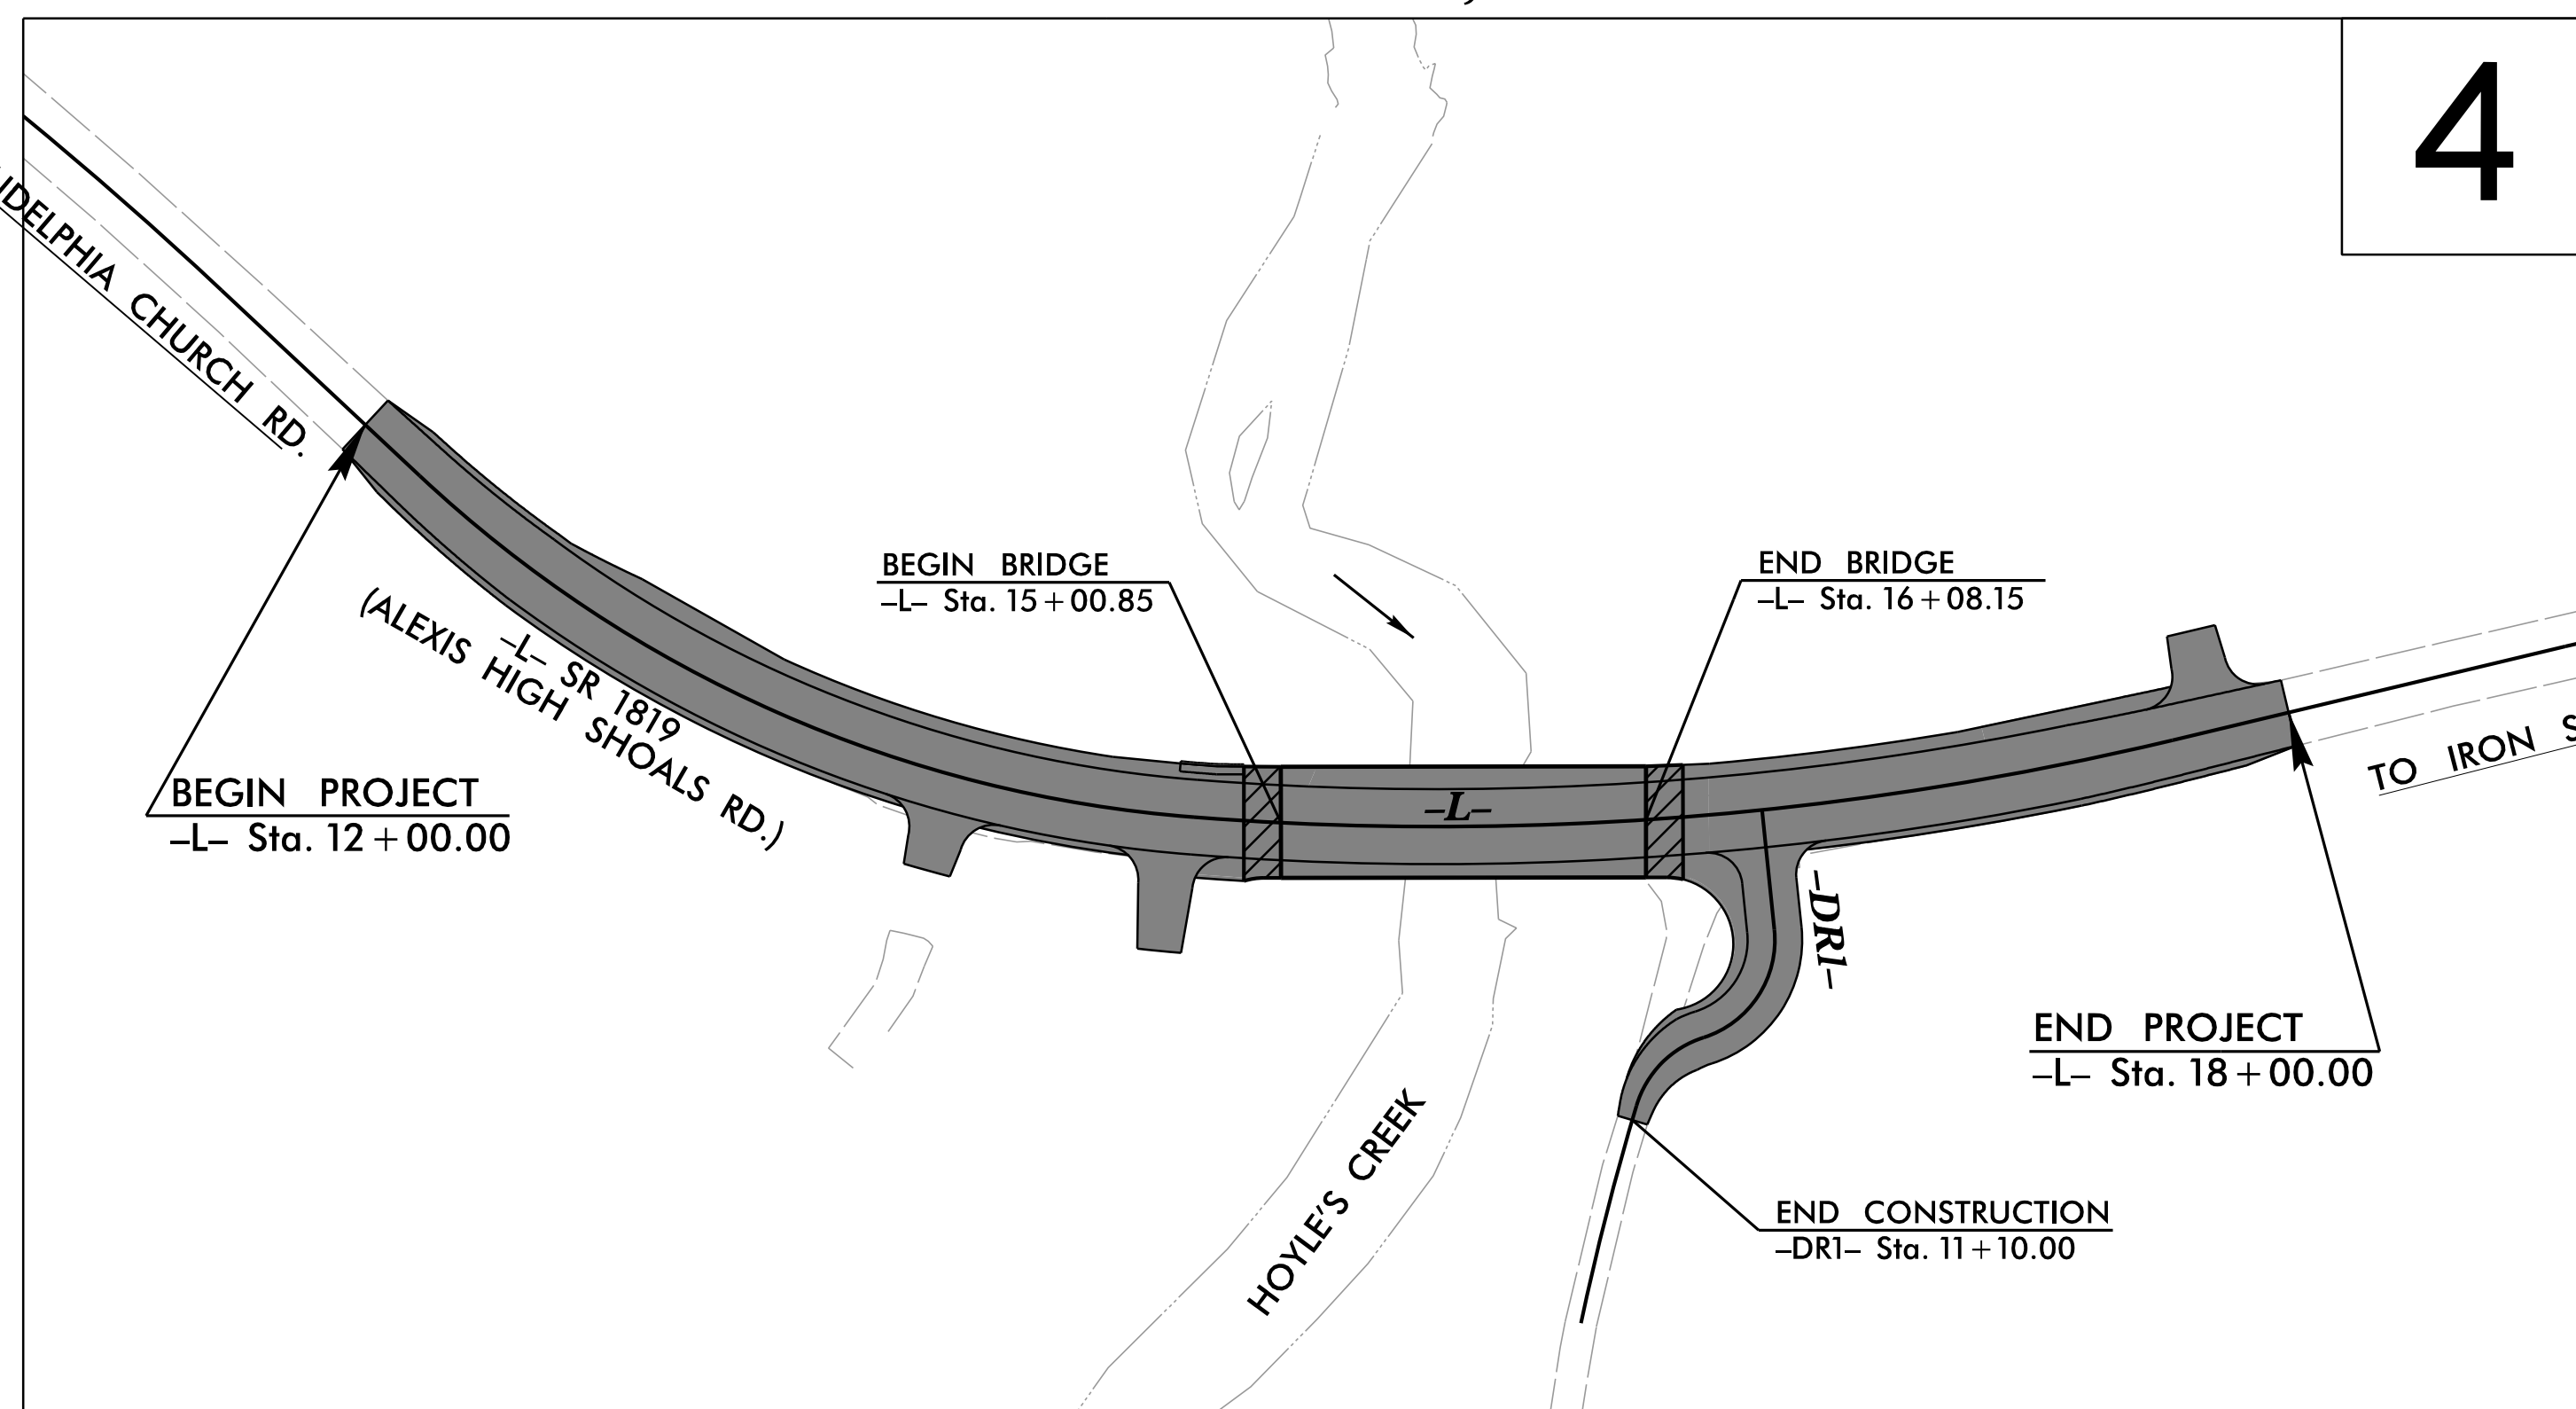 4
CHURCH RD.
BEGIN BRIDGE
–L– Sta. 15+00.85
END BRIDGE
–L– Sta. 16+08.15
–L– SR 1819
(ALEXIS HIGH SHOALS RD.)
BEGIN PROJECT
–L– Sta. 12+00.00
–L–
TO IRON
–DR1–
END PROJECT
–L– Sta. 18+00.00
HOYLE'S CREEK
END CONSTRUCTION
–DR1– Sta. 11+10.00